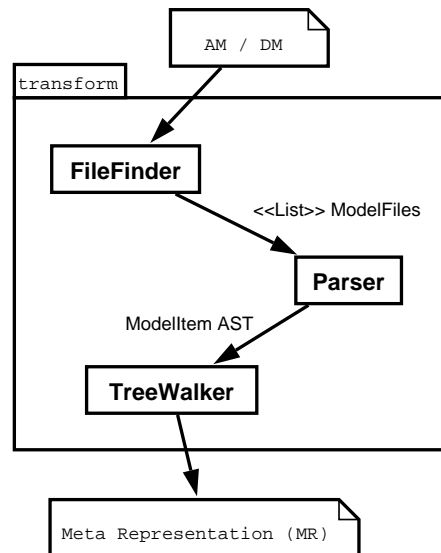 AM / DM
transform
FileFinder
<<List>> ModelFiles
Parser
ModelItem AST
TreeWalker
Meta Representation (MR)